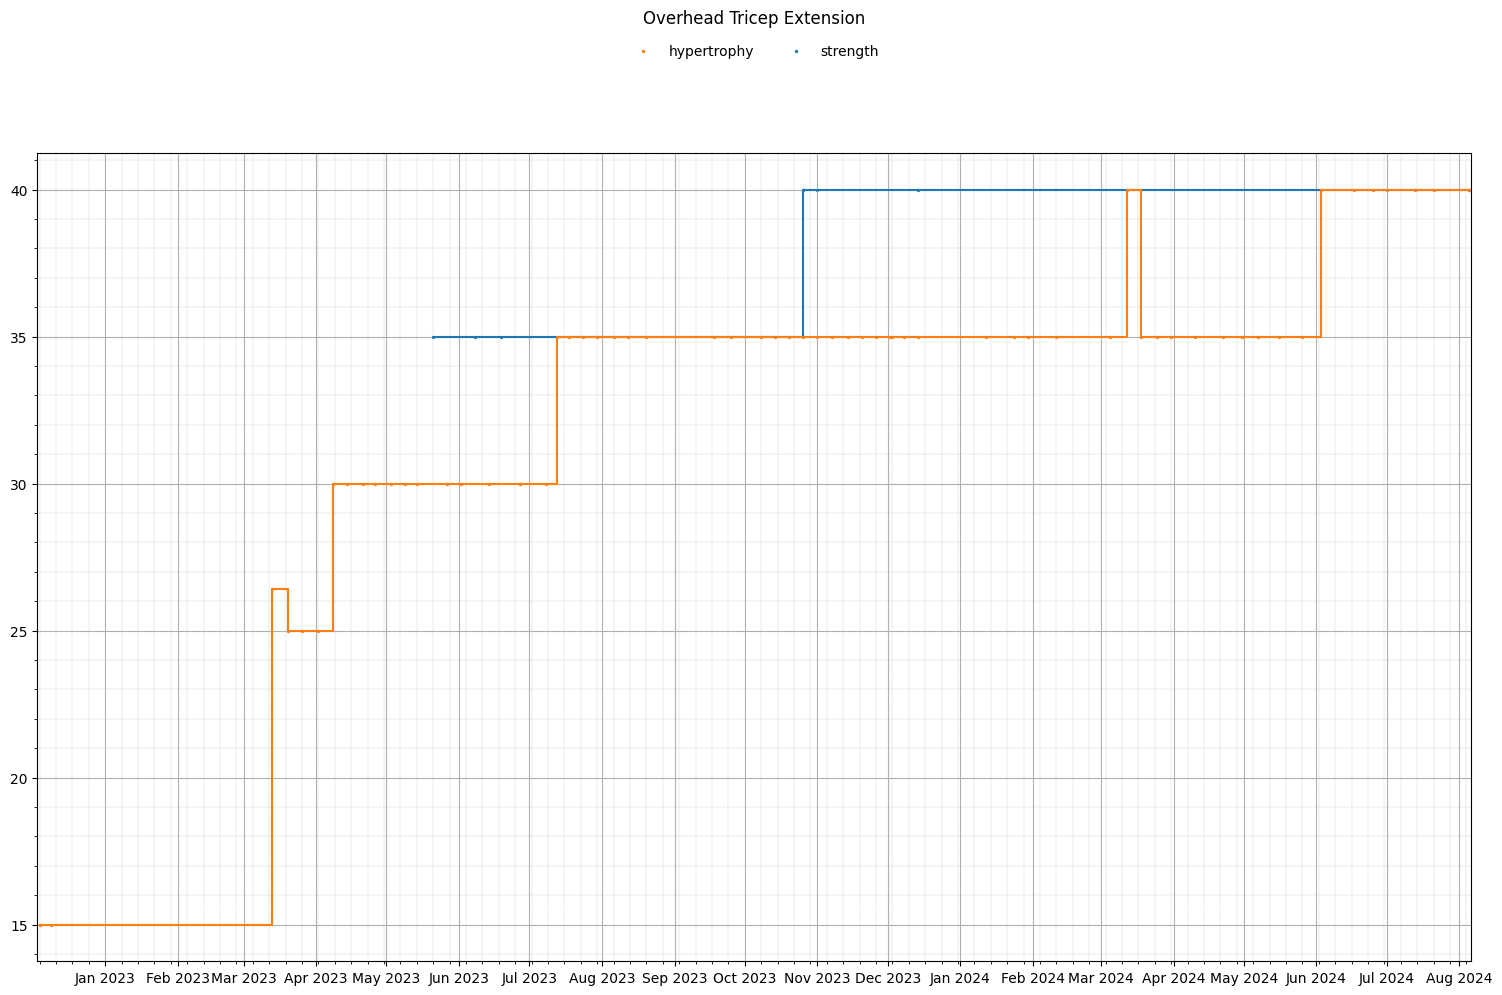 Overhead Tricep Extension
hypertrophy strength
40
35
30
25
20
15
Jan 2023 Feb 2023 Mar 2023 Apr 2023 May 2023 Jun 2023 Jul 2023 Aug 2023 Sep 2023 Oct 2023 Nov 2023 Dec 2023 Jan 2024 Feb 2024 Mar 2024 Apr 2024 May 2024 Jun 2024 Jul 2024 Aug 2024